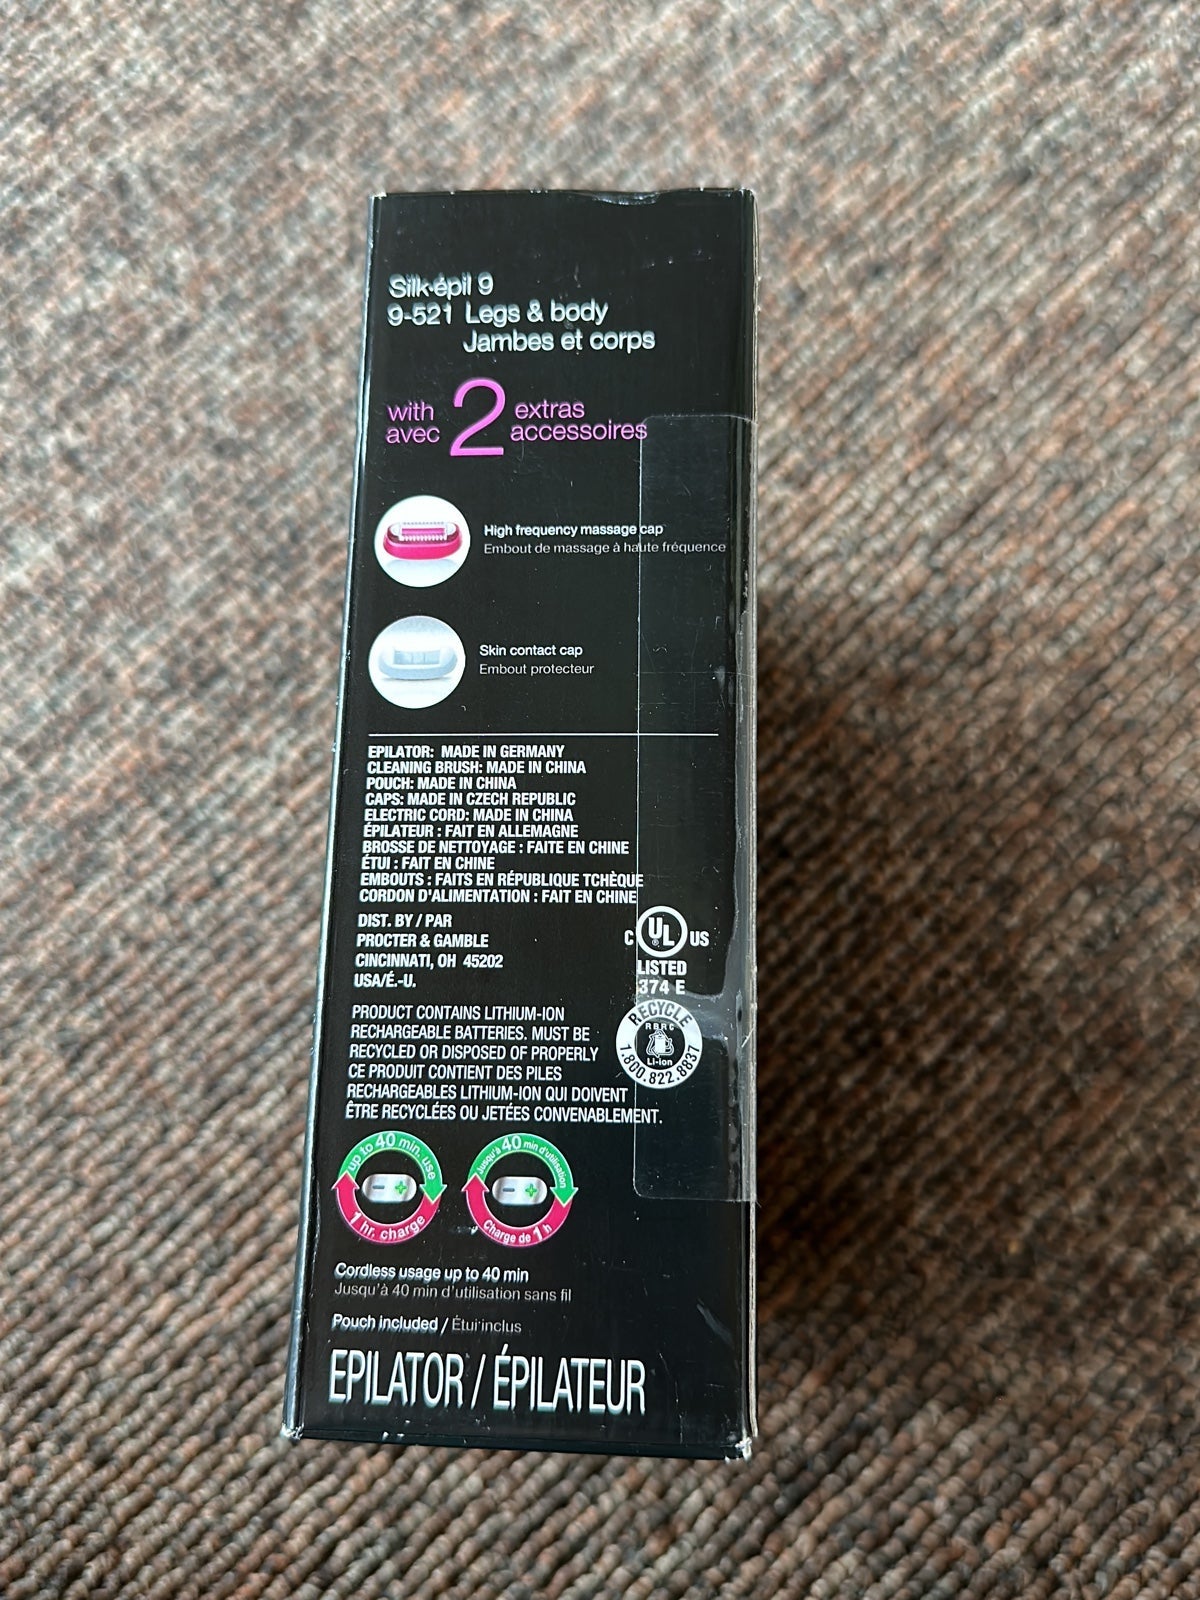 Silk·épil 9
9-521 Legs & body
Jambes et corps
with 2 extras
avec accessoires
High frequency massage cap
Embout de massage à haute fréquence
Skin contact cap
Embout protecteur
EPILATOR: MADE IN GERMANY
CLEANING BRUSH: MADE IN CHINA
POUCH: MADE IN CHINA
CAPS: MADE IN CZECH REPUBLIC
ELECTRIC CORD: MADE IN CHINA
ÉPILATEUR : FAIT EN ALLEMAGNE
BROSSE DE NETTOYAGE : FAITE EN CHINE
ÉTUI : FAIT EN CHINE
EMBOUTS : FAITS EN RÉPUBLIQUE TCHÈQUE
CORDON D'ALIMENTATION : FAIT EN CHINE
DIST. BY / PAR
PROCTER & GAMBLE
CINCINNATI, OH 45202
USA/É.-U.
C UL ® US
LISTED
374 E
RECYCLE
RBRC
Li-ion
1.800.822.8837
PRODUCT CONTAINS LITHIUM-ION
RECHARGEABLE BATTERIES. MUST BE
RECYCLED OR DISPOSED OF PROPERLY
CE PRODUIT CONTIENT DES PILES
RECHARGEABLES LITHIUM-ION QUI DOIVENT
ÊTRE RECYCLÉES OU JETÉES CONVENABLEMENT.
up to 40 min. use
- +
1 hr. charge
Jusqu'à 40 min d'utilisation
- +
Charge de 1 h
Cordless usage up to 40 min
Jusqu'à 40 min d'utilisation sans fil
Pouch included / Étui inclus
EPILATOR / ÉPILATEUR